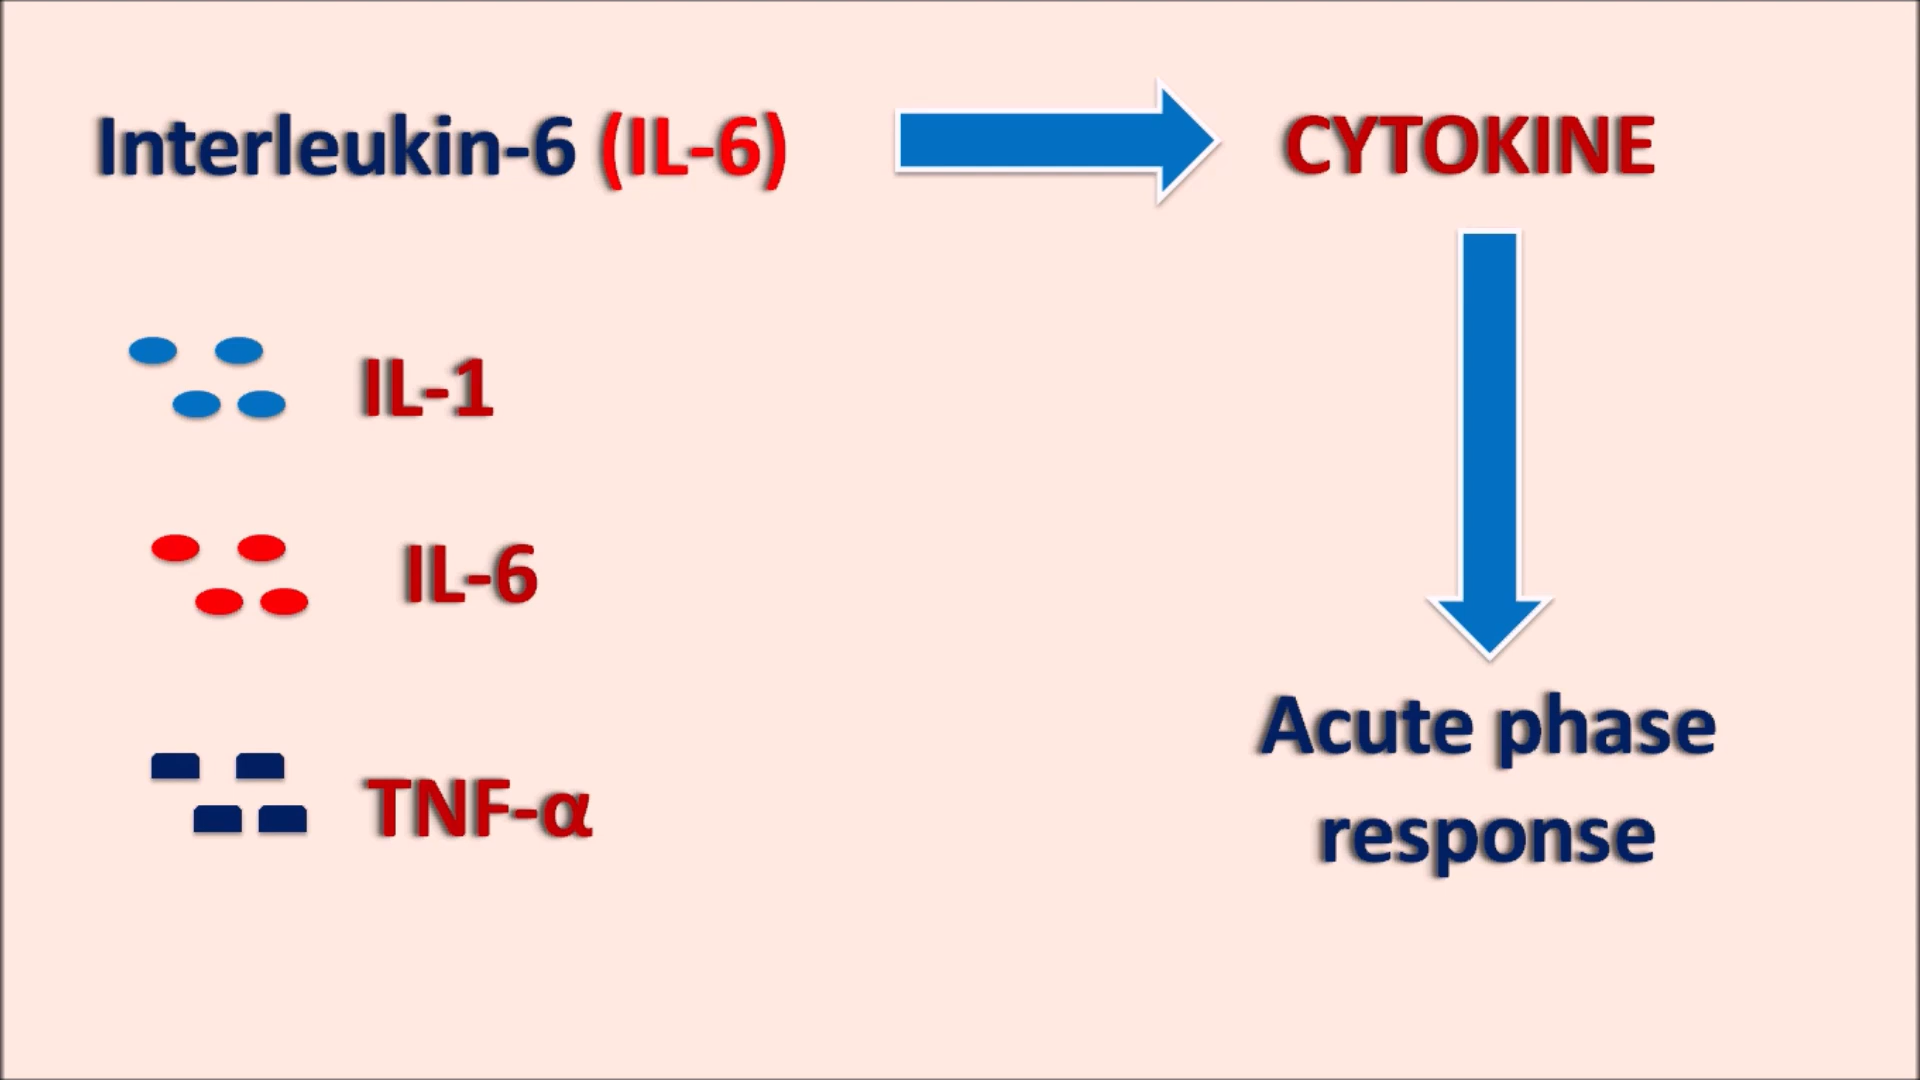 Interleukin-6 (IL-6)
CYTOKINE
IL-1
IL-6
TNF-α
Acute phase
response